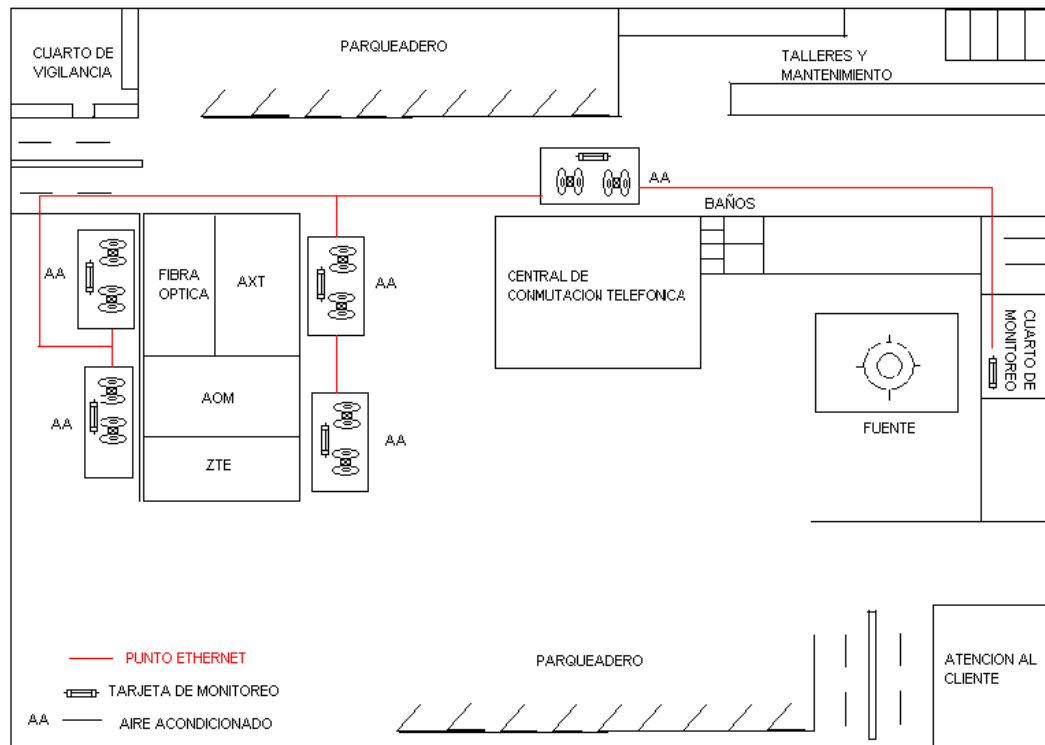 CUARTO DE
VIGILANCIA
PARQUEADERO
TALLERES Y
MANTENIMIENTO
AA
BAÑOS
AA
FIBRA
OPTICA
AXT
AA
CENTRAL DE
CONMUTACION TELEFONICA
CUARTO DE
MONITOREO
AOM
AA
FUENTE
AA
ZTE
PUNTO ETHERNET
TARJETA DE MONITOREO
AA
AIRE ACONDICIONADO
PARQUEADERO
ATENCION AL
CLIENTE